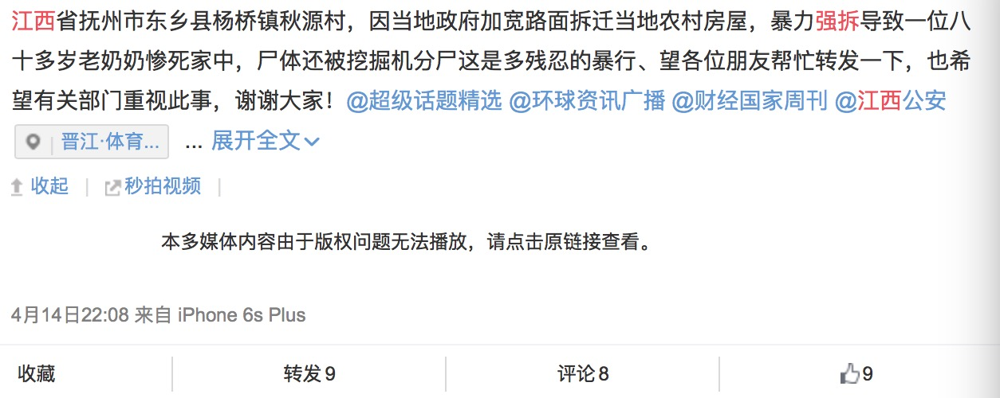 江西省抚州市东乡县杨桥镇秋源村，因当地政府加宽路面拆迁当地农村房屋，暴力强拆导致一位八
十多岁老奶奶惨死家中，尸体还被挖掘机分尸这是多残忍的暴行、望各位朋友帮忙转发一下，也希
望有关部门重视此事，谢谢大家！@超级话题精选 @环球资讯广播 @财经国家周刊 @江西公安
晋江·体育... ... 展开全文
收起 | 秒拍视频 |
本多媒体内容由于版权问题无法播放，请点击原链接查看。
4月14日22:08 来自 iPhone 6s Plus
收藏 转发 9 评论 8 9